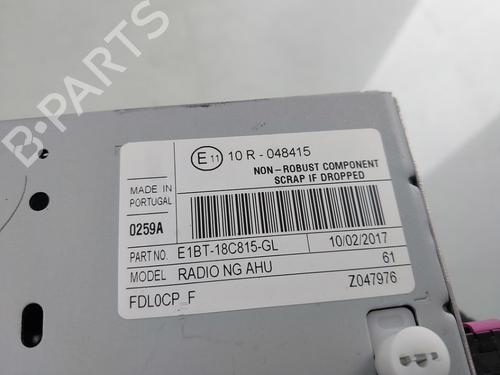 B-PARTS
E 11 10 R - 048415
NON-ROBUST COMPONENT
SCRAP IF DROPPED
MADE IN
PORTUGAL
0259A
PART NO. E1BT-18C815-GL 10/02/2017
MODEL RADIO NG AHU 61
FDL0CP_F Z047976